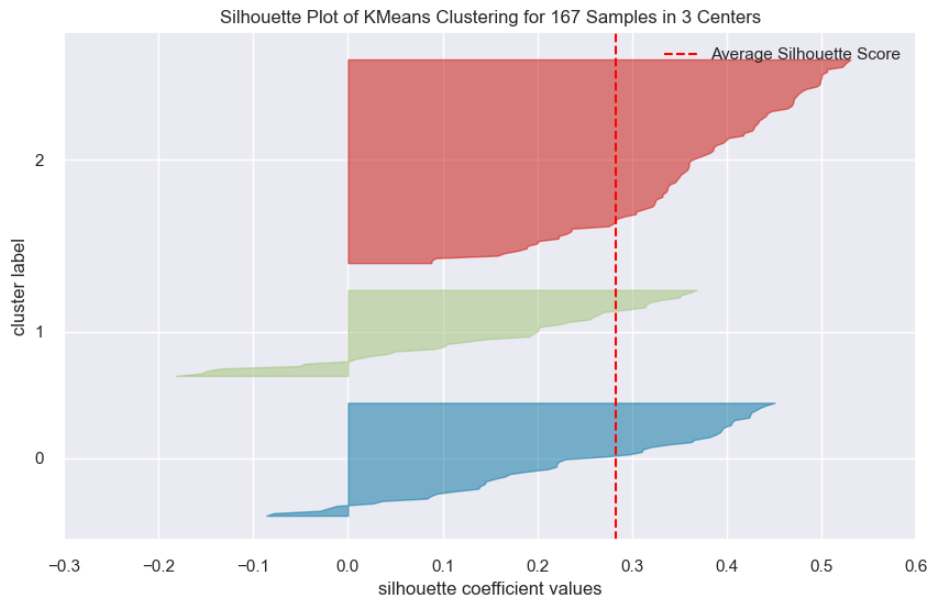 Silhouette Plot of KMeans Clustering for 167 Samples in 3 Centers
Average Silhouette Score
2
1
0
cluster label
−0.3 −0.2 −0.1 0.0 0.1 0.2 0.3 0.4 0.5 0.6
silhouette coefficient values